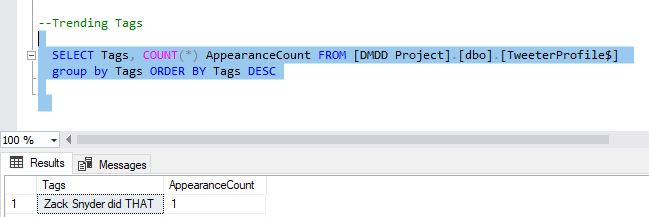 --Trending Tags
SELECT Tags, COUNT(*) AppearanceCount FROM [DMDD Project].[dbo].[TweeterProfile$]
group by Tags ORDER BY Tags DESC
100 %
Results Messages
Tags AppearanceCount
1 Zack Snyder did THAT 1